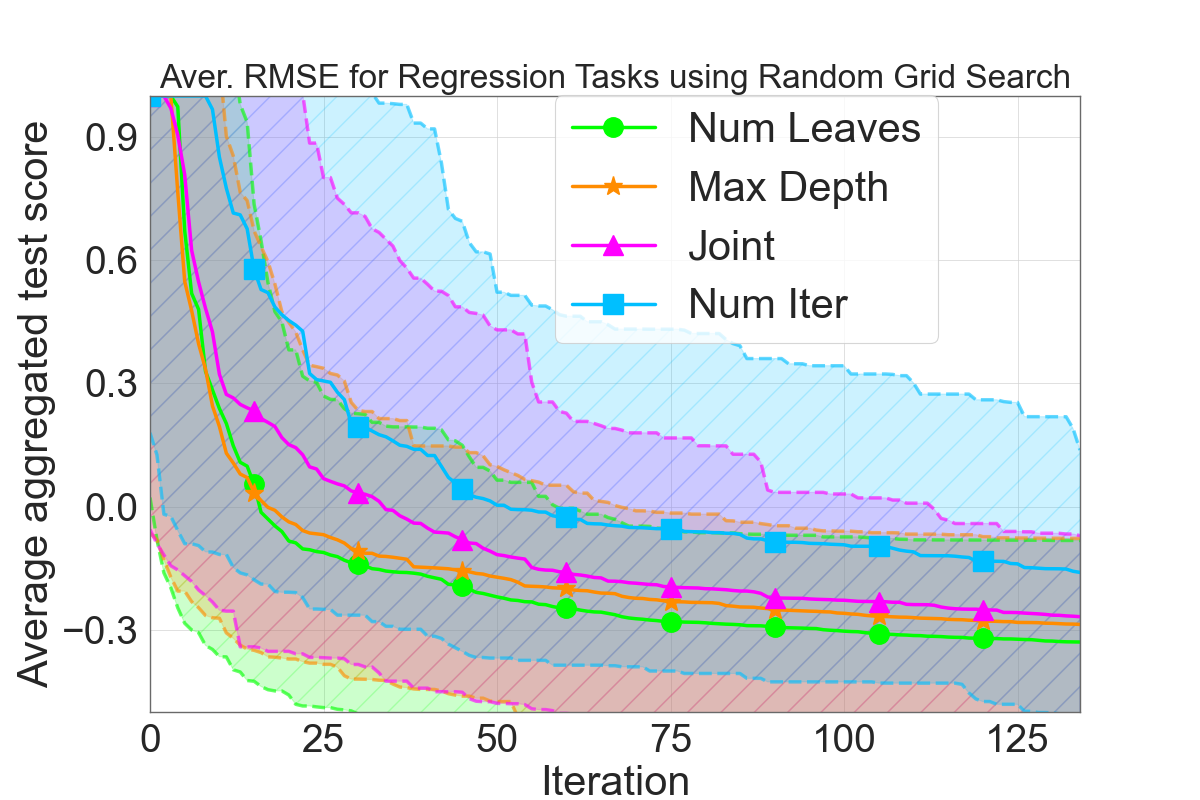 Aver. RMSE for Regression Tasks using Random Grid Search
Average aggregated test score
0.9
0.6
0.3
0.0
−0.3
Num Leaves
Max Depth
Joint
Num Iter
0 25 50 75 100 125
Iteration